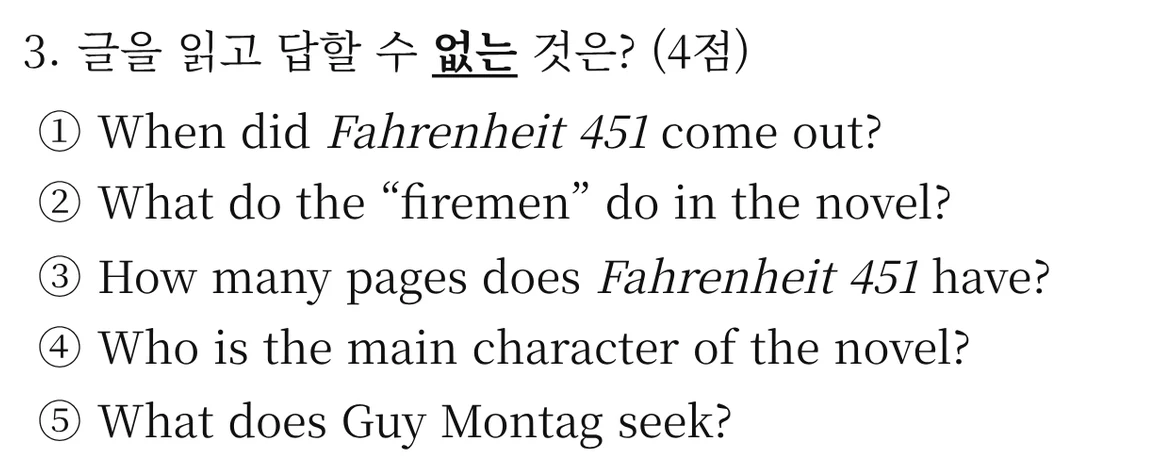 3. 글을 읽고 답할 수 없는 것은? (4점)
① When did Fahrenheit 451 come out?
② What do the “firemen” do in the novel?
③ How many pages does Fahrenheit 451 have?
④ Who is the main character of the novel?
⑤ What does Guy Montag seek?